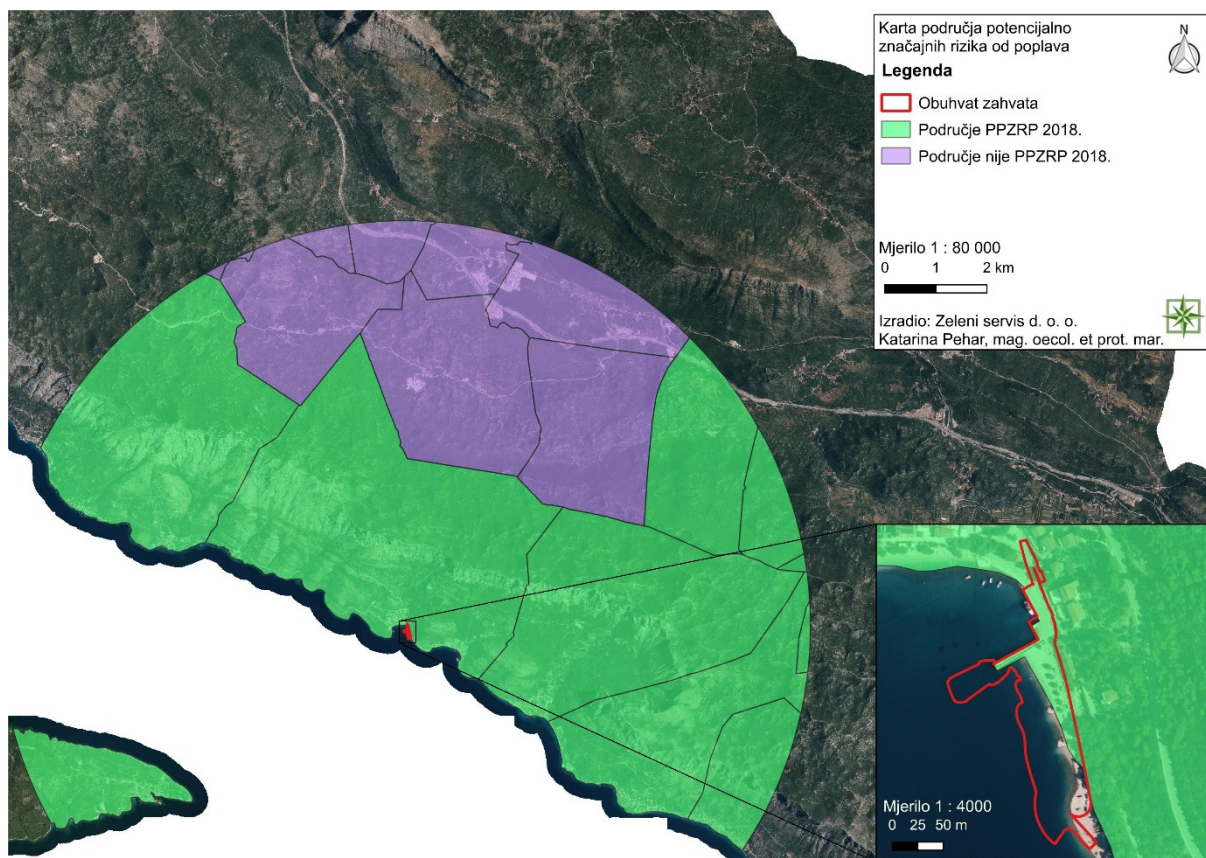 Karta područja potencijalno
značajnih rizika od poplava
N
Legenda
Obuhvat zahvata
Područje PPZRP 2018.
Područje nije PPZRP 2018.
Mjerilo 1 : 80 000
0 1 2 km
Izradio: Zeleni servis d. o. o.
Katarina Pehar, mag. oecol. et prot. mar.
Mjerilo 1 : 4000
0 25 50 m